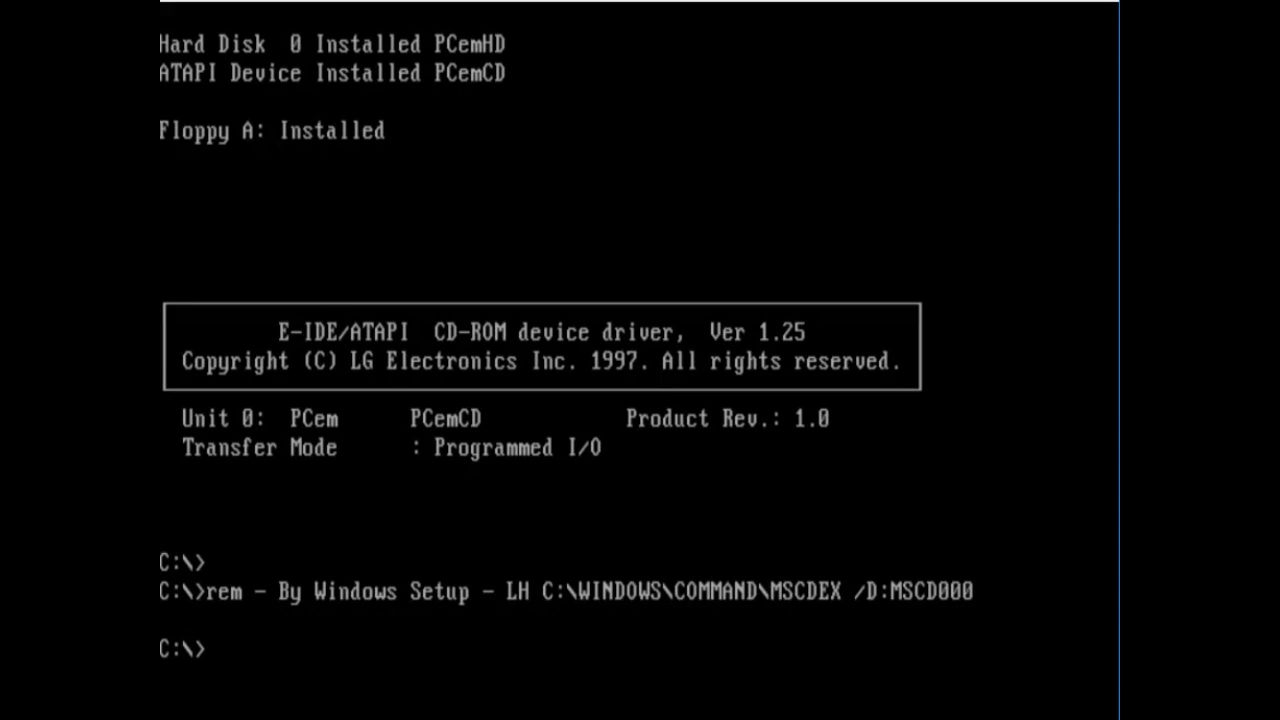 Hard Disk  0 Installed PCemHD
ATAPI Device Installed PCemCD
Floppy A: Installed
E-IDE/ATAPI  CD-ROM device driver,  Ver 1.25
Copyright (C) LG Electronics Inc. 1997. All rights reserved.
Unit 0:  PCem      PCemCD            Product Rev.: 1.0
Transfer Mode      : Programmed I/O
C:\>
C:\>rem - By Windows Setup - LH C:\WINDOWS\COMMAND\MSCDEX /D:MSCD000
C:\>